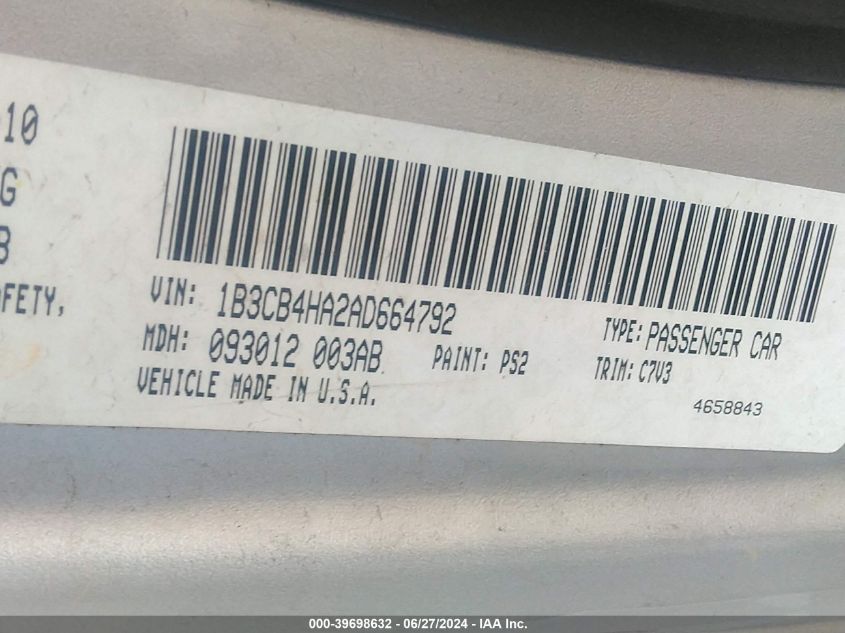 -10
G
B
FETY,
VIN: 1B3CB4HA2AD664792
TYPE: PASSENGER CAR
MDH: 093012 003AB
PAINT: PS2
TRIM: C7V3
VEHICLE MADE IN U.S.A.
4658843
000-39698632 - 06/27/2024 - IAA Inc.